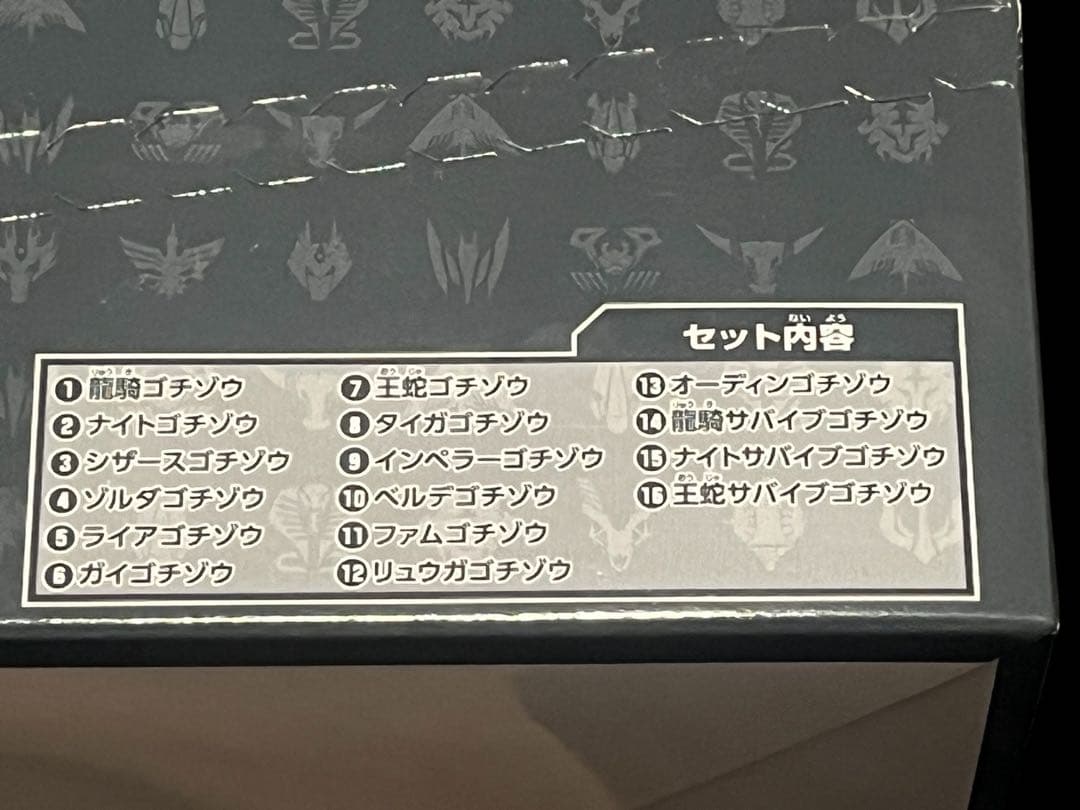 セット内容
❶龍騎ゴチゾウ
❷ナイトゴチゾウ
❸シザースゴチゾウ
❹ゾルダゴチゾウ
❺ライアゴチゾウ
❻ガイゴチゾウ
❼王蛇ゴチゾウ
❽タイガゴチゾウ
❾インペラーゴチゾウ
❿ベルデゴチゾウ
⓫ファムゴチゾウ
⓬リュウガゴチゾウ
⓭オーディンゴチゾウ
⓮龍騎サバイブゴチゾウ
⓯ナイトサバイブゴチゾウ
⓰王蛇サバイブゴチゾウ